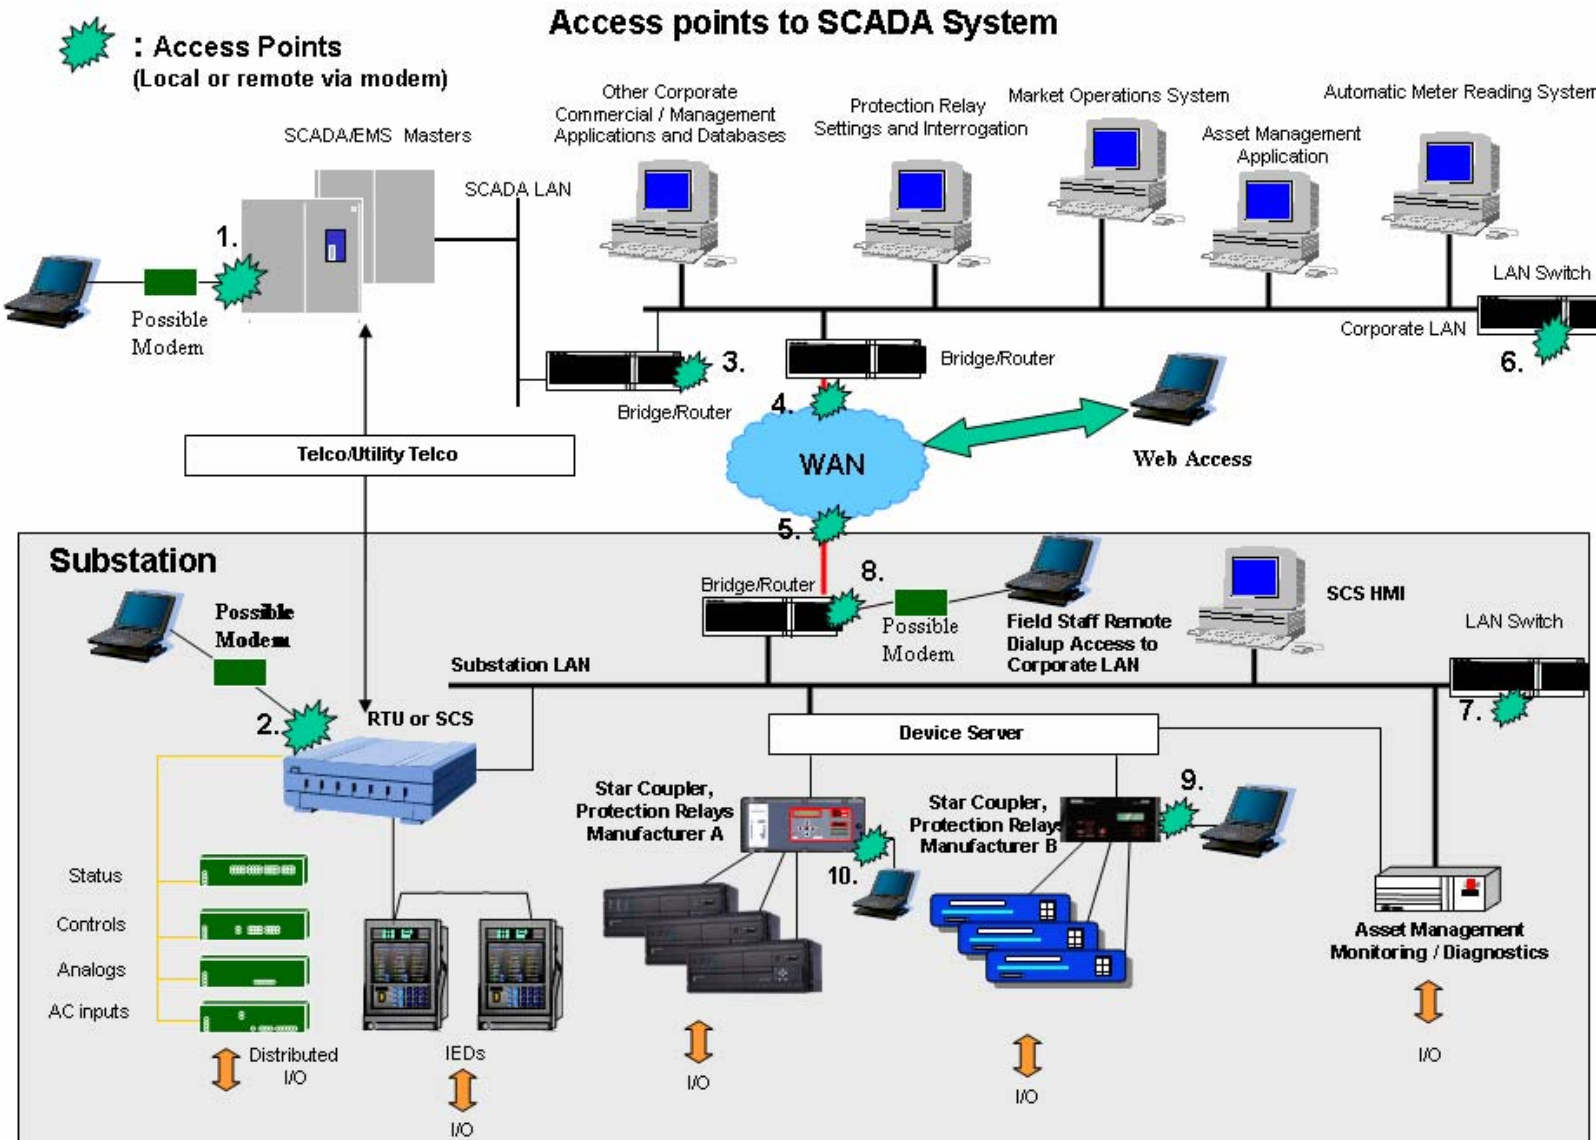 Access points to SCADA System
: Access Points
(Local or remote via modem)
SCADA/EMS Masters
Other Corporate
Commercial / Management
Applications and Databases
Protection Relay
Settings and Interrogation
Market Operations System
Asset Management
Application
Automatic Meter Reading System
SCADA LAN
1.
Possible
Modem
LAN Switch
Corporate LAN
6.
3.
Bridge/Router
Bridge/Router
4.
WAN
Web Access
Telco/Utility Telco
5.
Substation
Possible
Modem
Bridge/Router
8.
Possible
Modem
Field Staff Remote
Dialup Access to
Corporate LAN
SCS HMI
LAN Switch
7.
Substation LAN
2.
RTU or SCS
Device Server
Star Coupler,
Protection Relays
Manufacturer A
10.
Star Coupler,
Protection Relays
Manufacturer B
9.
Status
Controls
Analogs
AC inputs
Distributed
I/O
IEDs
I/O
I/O
I/O
Asset Management
Monitoring / Diagnostics
I/O